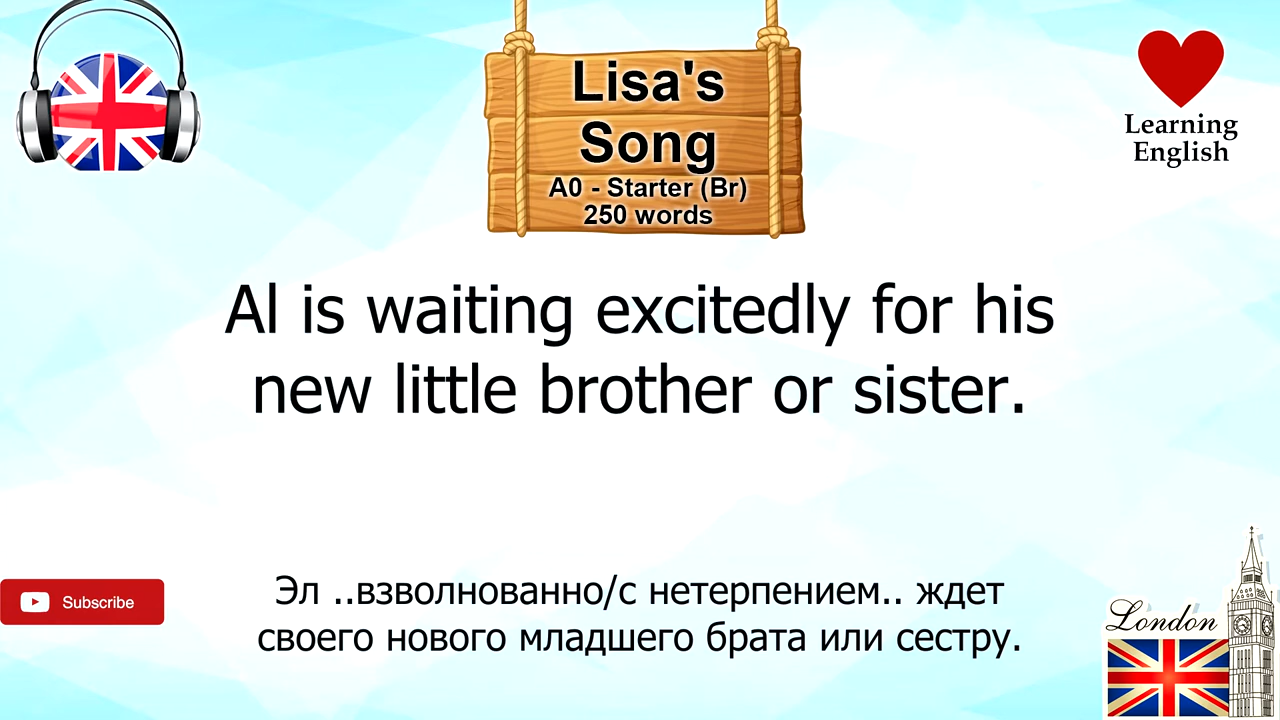 Lisa's
Song
A0 - Starter (Br)
250 words
Learning
English
Al is waiting excitedly for his
new little brother or sister.
Subscribe
Эл ..взволнованно/с нетерпением.. ждет
своего нового младшего брата или сестру.
London